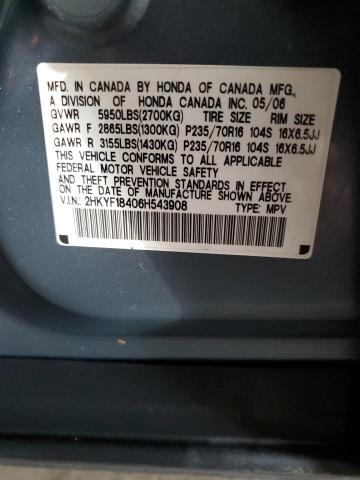 MFD. IN CANADA BY HONDA OF CANADA MFG.,
A DIVISION OF HONDA CANADA INC. 05/06
GVWR 5950LBS(2700KG) TIRE SIZE RIM SIZE
GAWR F 2865LBS(1300KG) P235/70R16 104S 16X6.5JJ
GAWR R 3155LBS(1430KG) P235/70R16 104S 16X6.5JJ
THIS VEHICLE CONFORMS TO ALL APPLICABLE
FEDERAL MOTOR VEHICLE SAFETY STANDARDS IN
EFFECT ON THE DATE OF MANUFACTURE SHOWN ABOVE.
V.I.N.: 2HKYF18406H543908 TYPE: MPV